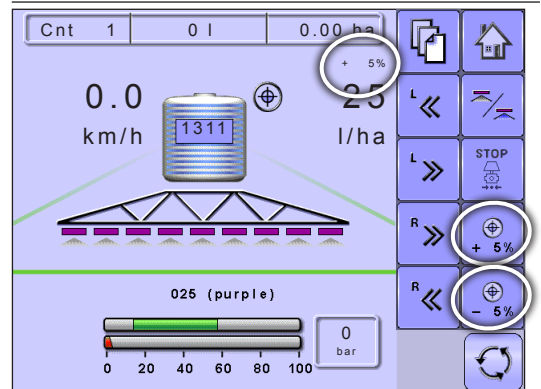 Cnt 1 0 l 0.00 ha
+ 5%
0.0 25
km/h 1311 l/ha
L
STOP
L
R + 5%
R - 5%
025 (purple)
0
bar
0 20 40 60 80 100